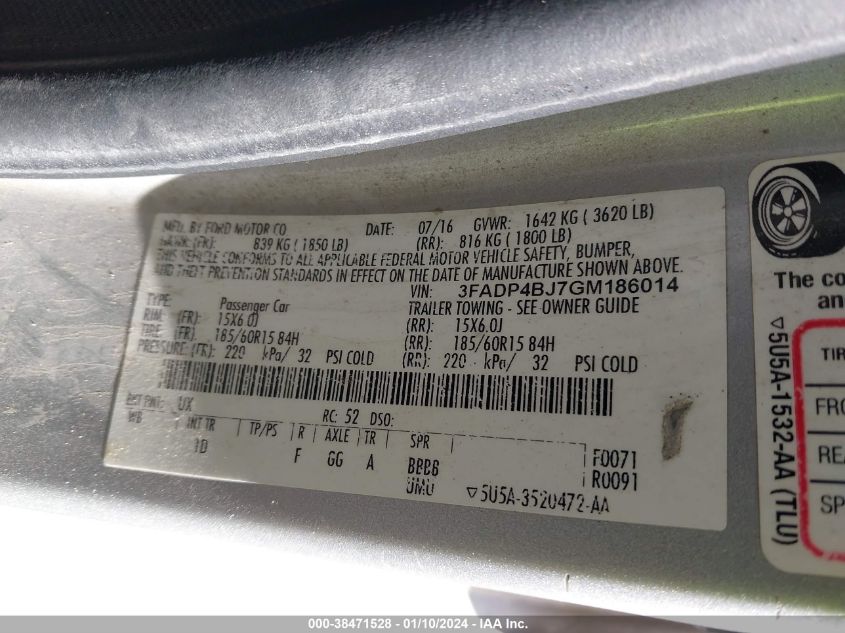 MFD. BY FORD MOTOR CO DATE: 07/16 GVWR: 1642 KG ( 3620 LB)
GAWR: (FR): 839 KG ( 1850 LB) (RR): 816 KG ( 1800 LB)
THIS VEHICLE CONFORMS TO ALL APPLICABLE FEDERAL MOTOR VEHICLE SAFETY, BUMPER,
AND THEFT PREVENTION STANDARDS IN EFFECT ON THE DATE OF MANUFACTURE SHOWN ABOVE.
VIN: 3FADP4BJ7GM186014
TYPE: Passenger Car TRAILER TOWING - SEE OWNER GUIDE
RIM: (FR): 15X6.0J (RR): 15X6.0J
TIRE (FR): 185/60R15 84H (RR): 185/60R15 84H
PRESSURE (FR): 220 kPa/ 32 PSI COLD (RR): 220 kPa/ 32 PSI COLD
EXT PNT: UX RC: 52 DSO:
WB INT TR TP/PS R AXLE TR SPR
1D F GG A BBBB F0071
UMU R0091
▽5U5A-3520472-AA
The co
an
TIR
FRO
REA
SP
▽5U5A-1532-AA (TLU)
000-38471528 - 01/10/2024 - IAA Inc.